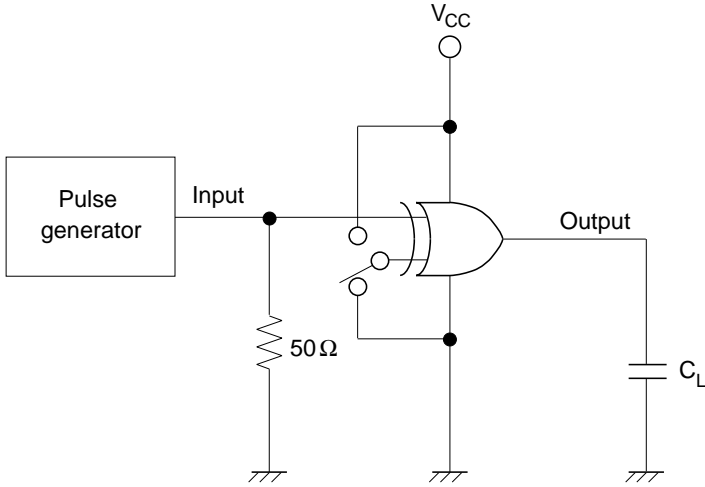 VCC
Pulse
generator
Input
Output
50Ω
CL